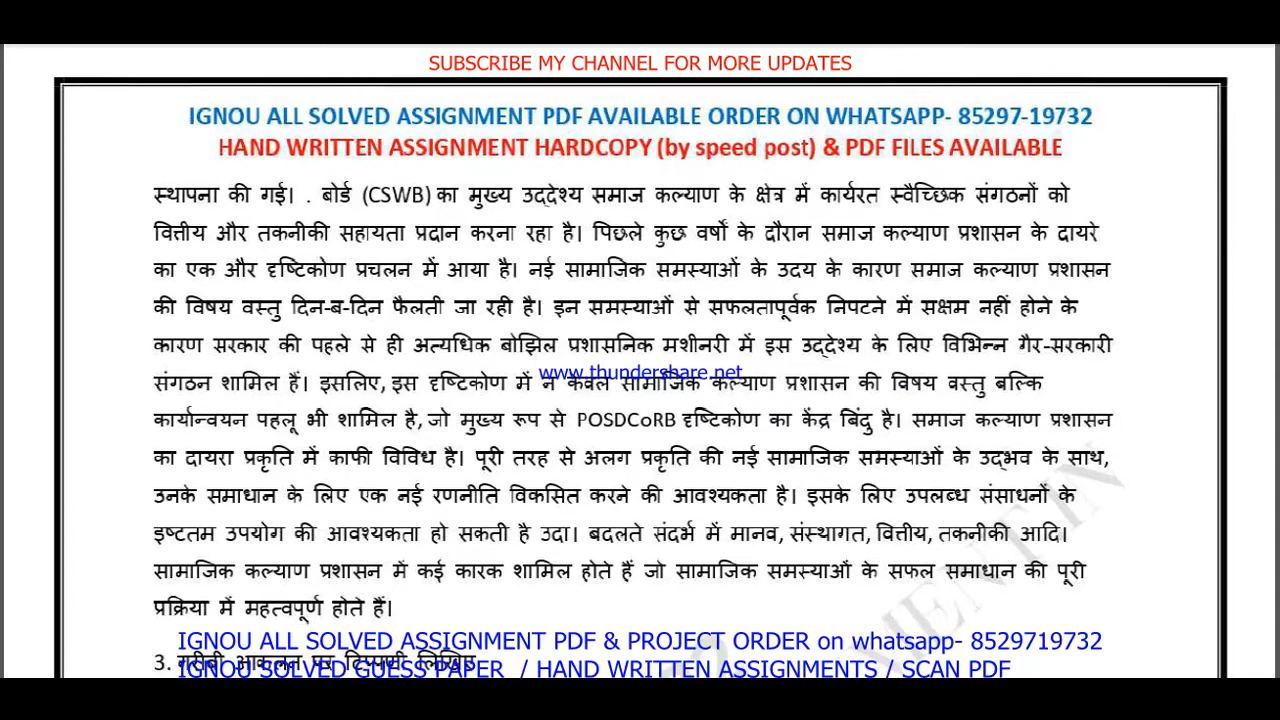 SUBSCRIBE MY CHANNEL FOR MORE UPDATES
IGNOU ALL SOLVED ASSIGNMENT PDF AVAILABLE ORDER ON WHATSAPP- 85297-19732
HAND WRITTEN ASSIGNMENT HARDCOPY (by speed post) & PDF FILES AVAILABLE
स्थापना की गई। . बोर्ड (CSWB) का मुख्य उद्देश्य समाज कल्याण के क्षेत्र में कार्यरत स्वैच्छिक संगठनों को
वित्तीय और तकनीकी सहायता प्रदान करना रहा है। पिछले कुछ वर्षों के दौरान समाज कल्याण प्रशासन के दायरे
का एक और दृष्टिकोण प्रचलन में आया है। नई सामाजिक समस्याओं के उदय के कारण समाज कल्याण प्रशासन
की विषय वस्तु दिन-ब-दिन फैलती जा रही है। इन समस्याओं से सफलतापूर्वक निपटने में सक्षम नहीं होने के
कारण सरकार की पहले से ही अत्यधिक बोझिल प्रशासनिक मशीनरी में इस उद्देश्य के लिए विभिन्न गैर-सरकारी
www.thundershare.net
संगठन शामिल हैं। इसलिए, इस दृष्टिकोण में न केवल सामाजिक कल्याण प्रशासन की विषय वस्तु बल्कि
कार्यान्वयन पहलू भी शामिल है, जो मुख्य रूप से POSDCoRB दृष्टिकोण का केंद्र बिंदु है। समाज कल्याण प्रशासन
का दायरा प्रकृति में काफी विविध है। पूरी तरह से अलग प्रकृति की नई सामाजिक समस्याओं के उद्भव के साथ,
उनके समाधान के लिए एक नई रणनीति विकसित करने की आवश्यकता है। इसके लिए उपलब्ध संसाधनों के
इष्टतम उपयोग की आवश्यकता हो सकती है उदा। बदलते संदर्भ में मानव, संस्थागत, वित्तीय, तकनीकी आदि।
सामाजिक कल्याण प्रशासन में कई कारक शामिल होते हैं जो सामाजिक समस्याओं के सफल समाधान की पूरी
प्रक्रिया में महत्वपूर्ण होते हैं।
IGNOU ALL SOLVED ASSIGNMENT PDF & PROJECT ORDER on whatsapp- 8529719732
3. गरीबी आकलन पर टिप्पणी लिखिए
IGNOU SOLVED GUESS PAPER / HAND WRITTEN ASSIGNMENTS / SCAN PDF